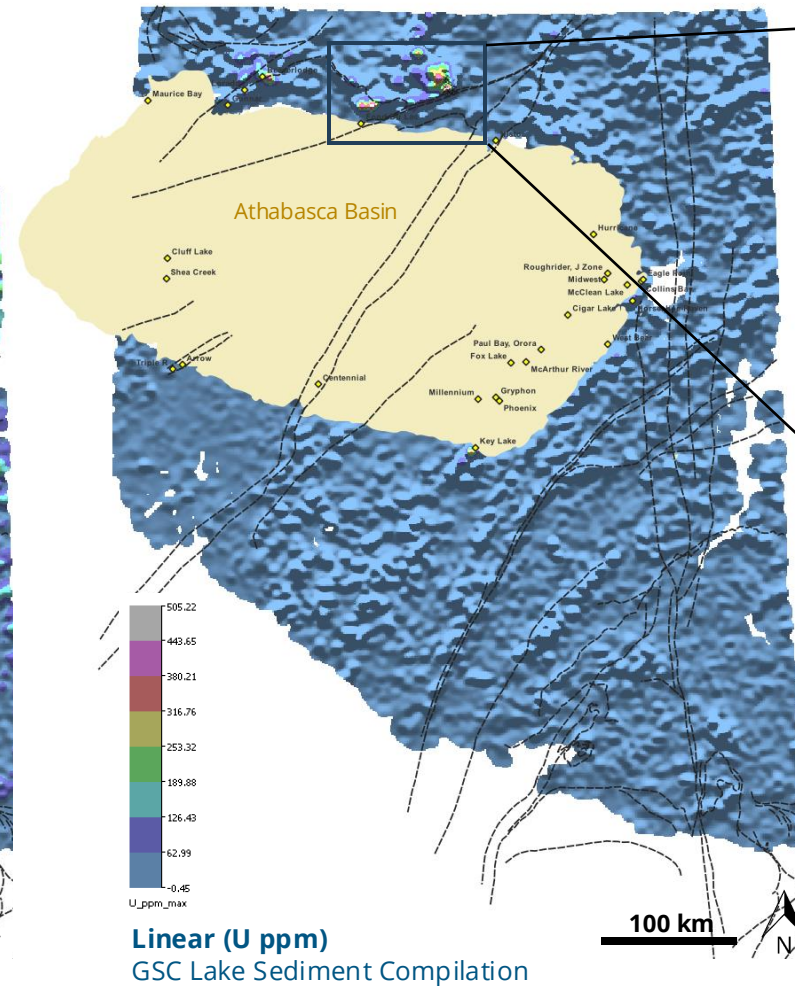 Maurice Bay
Athabasca Basin
Cluff Lake
Shea Creek
Hurricane
Roughrider, J Zone
Midwest
McClean Lake
Collins Bay
Cigar Lake
West Bear
Paul Bay, Orora
Fox Lake
McArthur River
Arrow
Centennial
Millennium
Gryphon
Phoenix
Key Lake
505.22
443.65
380.21
316.76
253.32
189.88
126.43
62.99
-0.45
U_ppm_max
Linear (U ppm)
GSC Lake Sediment Compilation
100 km
N